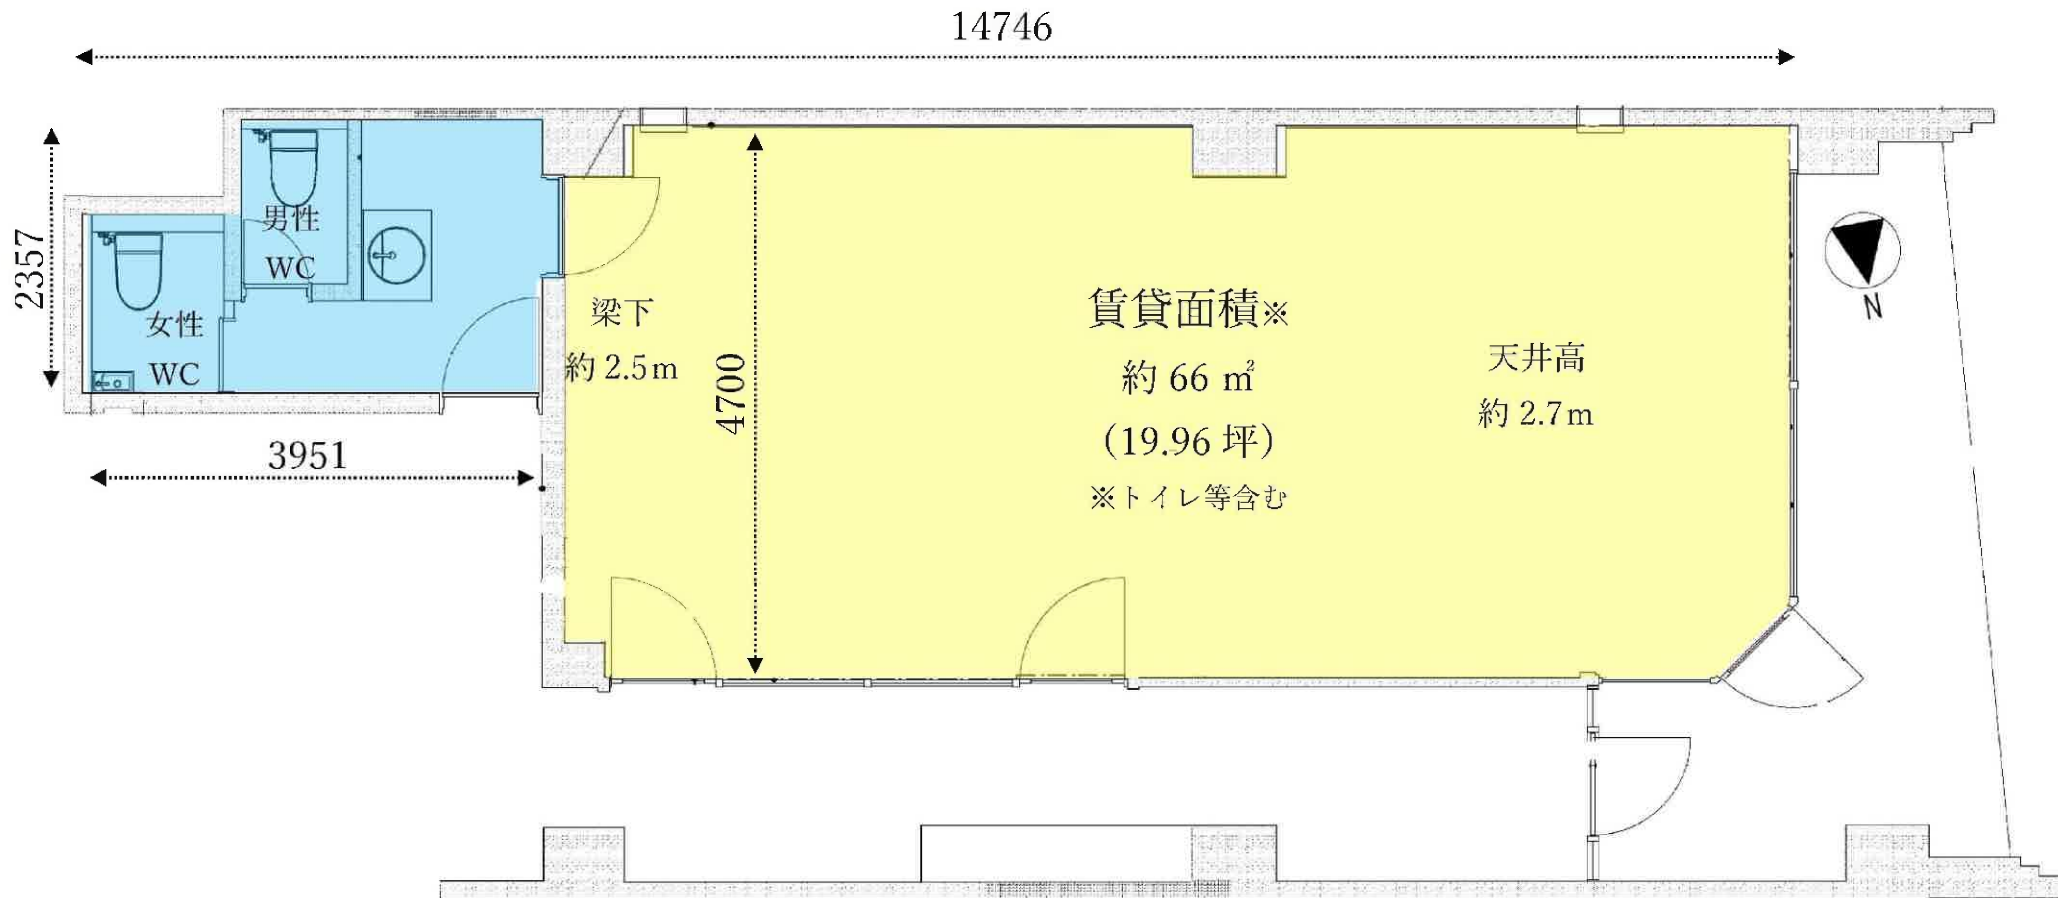 14746
2357
男性
WC
女性
WC
3951
梁下
約 2.5m
4700
賃貸面積※
約 66 ㎡
（19.96 坪）
※トイレ等含む
天井高
約 2.7m
N